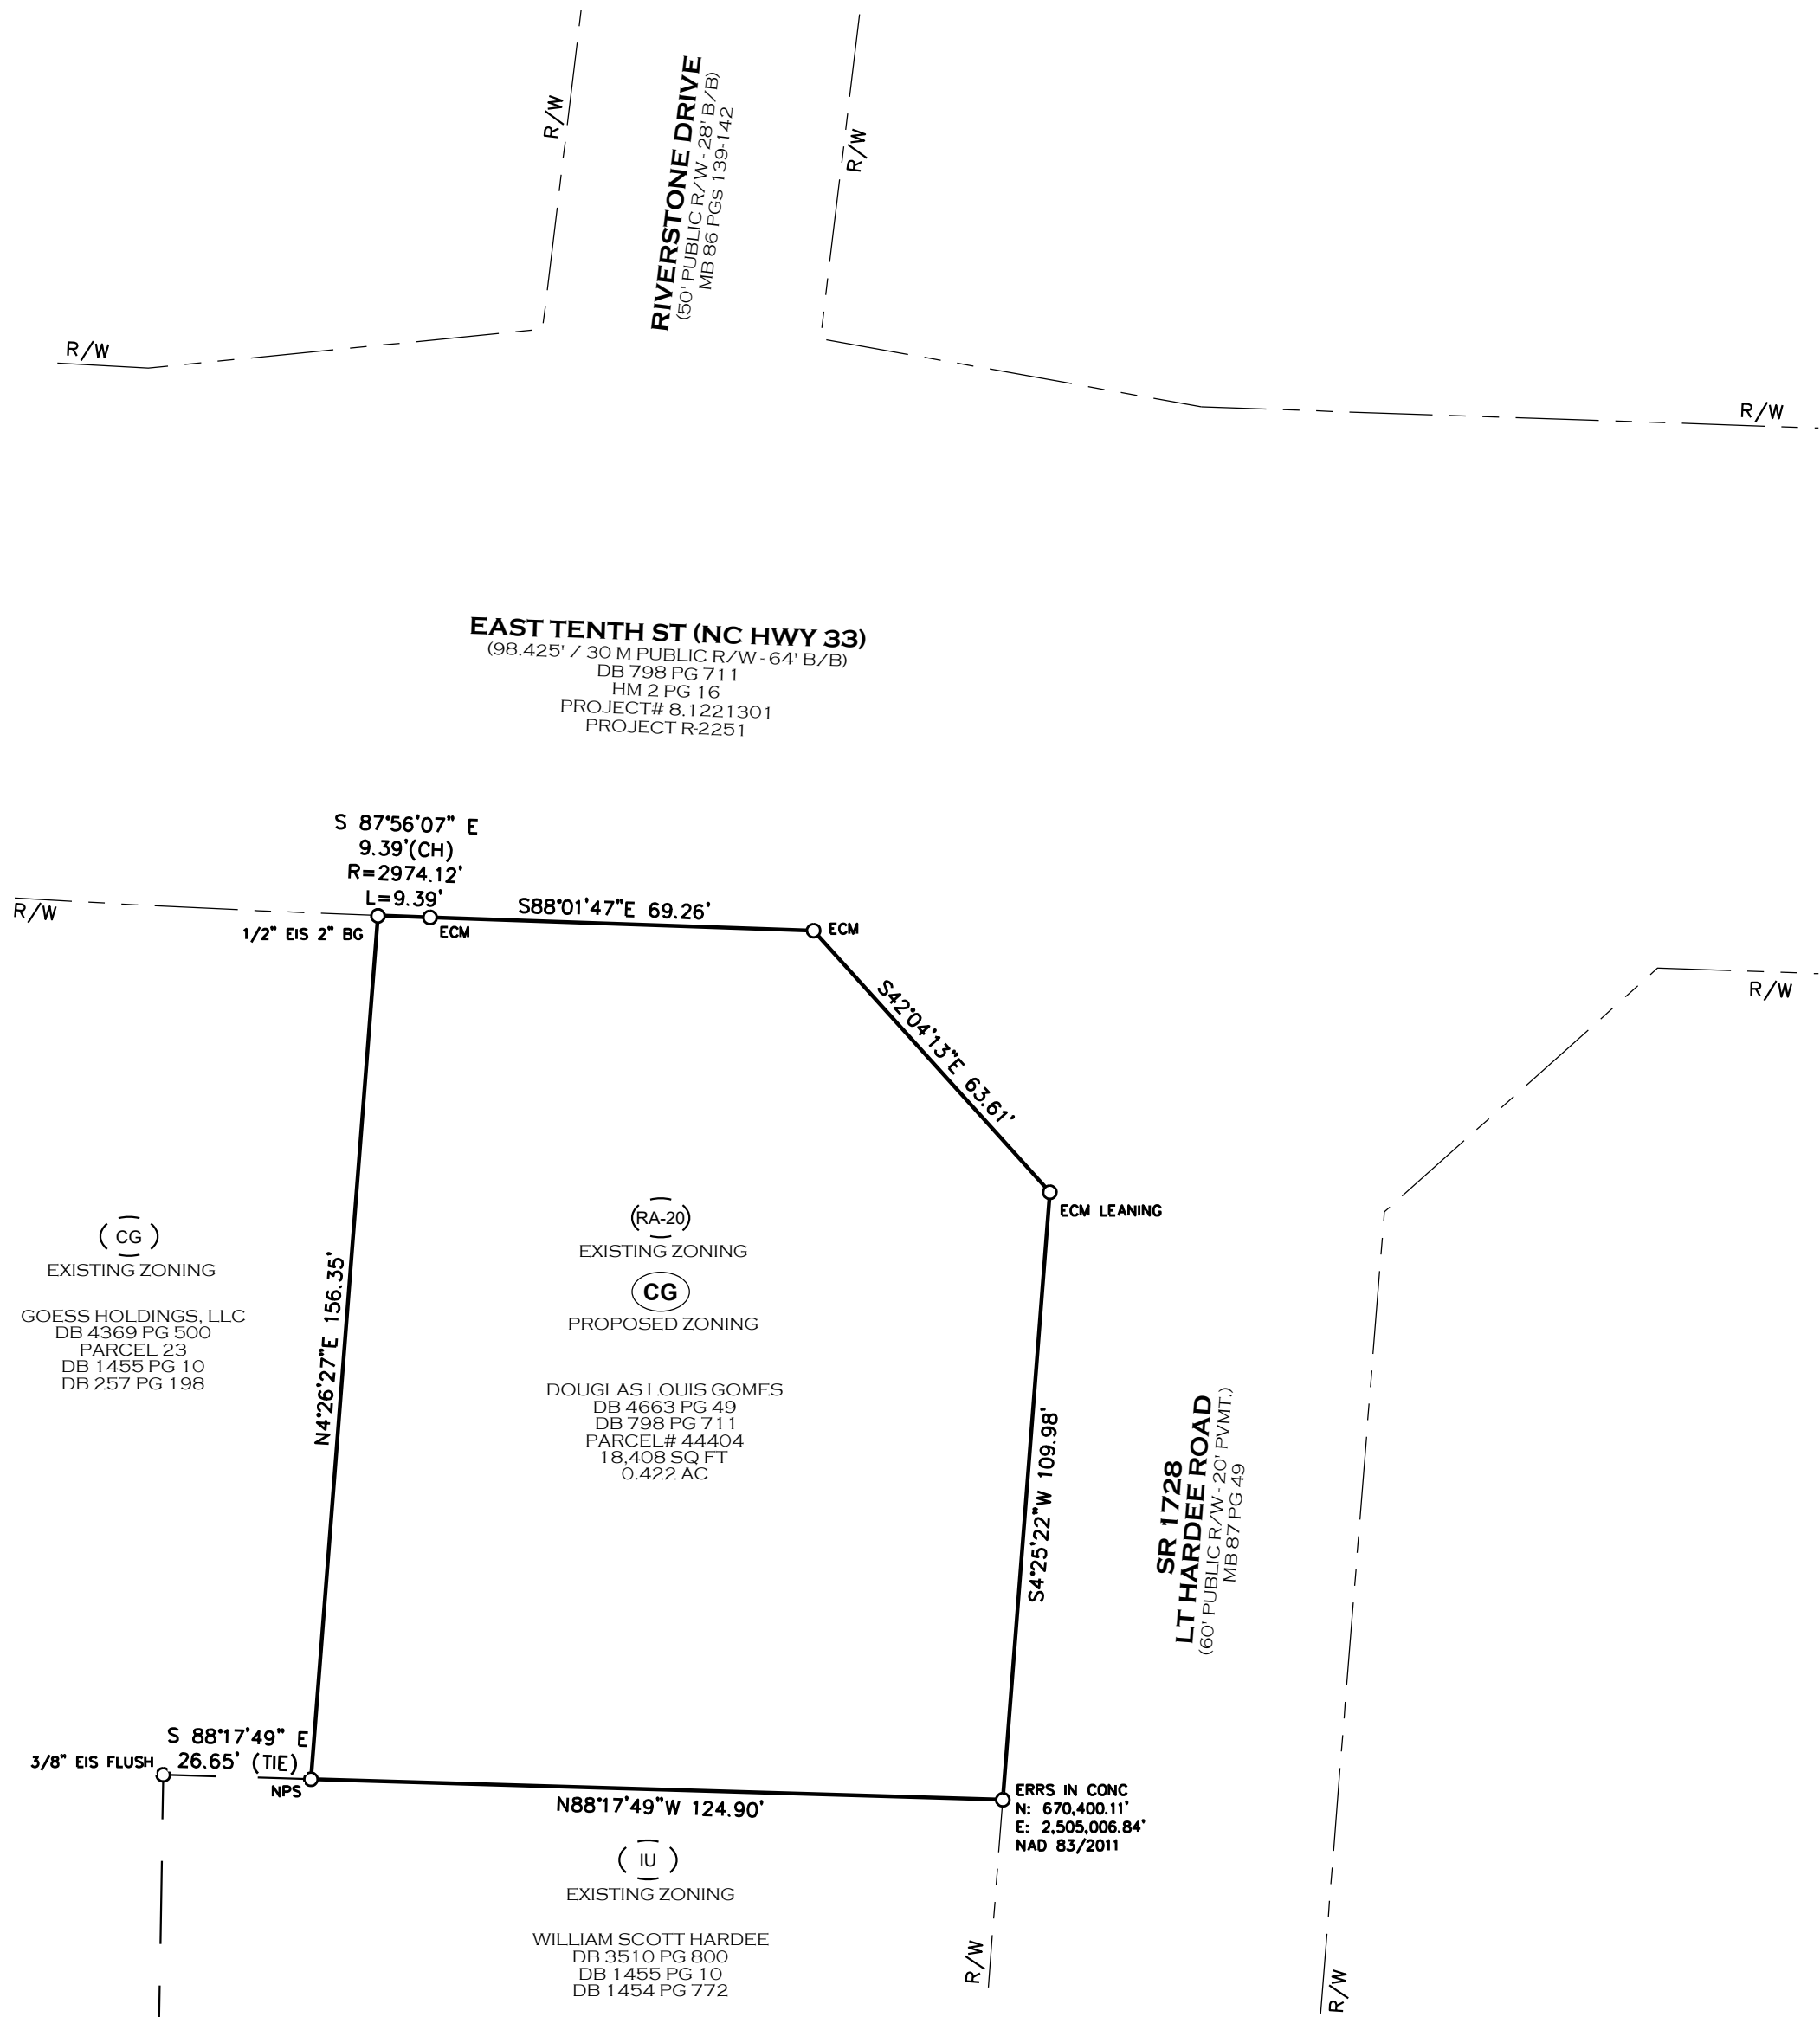 R/W
R/W
RIVERSTONE DRIVE
(50' PUBLIC R/W - 28' B/B)
MB 86 PGs 139-142
R/W
R/W
EAST TENTH ST (NC HWY 33)
(98.425' / 30 M PUBLIC R/W - 64' B/B)
DB 798 PG 711
HM 2 PG 16
PROJECT# 8.1221301
PROJECT R-2251
S 87°56'07" E
9.39'(CH)
R=2974.12'
L=9.39'
R/W
1/2" EIS 2" BG
ECM
S88°01'47"E 69.26'
ECM
S42°04'13"E 63.61'
R/W
ECM LEANING
CG
EXISTING ZONING
GOESS HOLDINGS, LLC
DB 4369 PG 500
PARCEL 23
DB 1455 PG 10
DB 257 PG 198
N4°26'27"E 156.35'
RA-20
EXISTING ZONING
CG
PROPOSED ZONING
DOUGLAS LOUIS GOMES
DB 4663 PG 49
DB 798 PG 711
PARCEL# 44404
18,408 SQ FT
0.422 AC
S4°25'22"W 109.98'
SR 1728
LT HARDEE ROAD
(60' PUBLIC R/W - 20' PVMT.)
MB 87 PG 49
S 88°17'49" E
26.65' (TIE)
3/8" EIS FLUSH
NPS
N88°17'49"W 124.90'
ERRS IN CONC
N: 670,400.11'
E: 2,505,006.84'
NAD 83/2011
IU
EXISTING ZONING
WILLIAM SCOTT HARDEE
DB 3510 PG 800
DB 1455 PG 10
DB 1454 PG 772
R/W
R/W